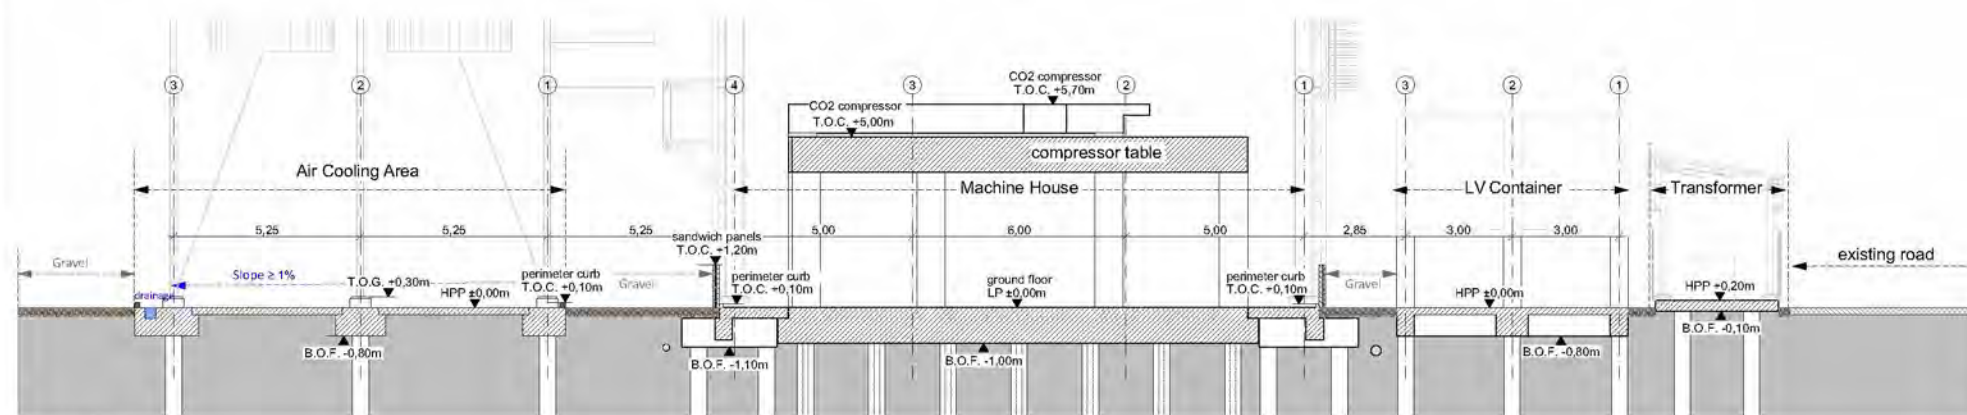 3
2
1
4
3
2
1
3
2
1
CO2 compressor
T.O.C. +5,70m
CO2 compressor
T.O.C. +5,00m
compressor table
Air Cooling Area
Machine House
LV Container
Transformer
5,25
5,25
5,25
5,00
6,00
5,00
2,85
3,00
3,00
sandwich panels
T.O.C. +1,20m
existing road
Gravel
Slope ≥ 1%
T.O.G. +0,30m
perimeter curb
T.O.C. +0,10m
Gravel
perimeter curb
T.O.C. +0,10m
ground floor
LP ±0,00m
perimeter curb
T.O.C. +0,10m
Gravel
drainage
HPP ±0,00m
HPP ±0,00m
HPP +0,20m
B.O.F. -0,80m
B.O.F. -1,10m
B.O.F. -1,00m
B.O.F. -0,80m
B.O.F. -0,10m